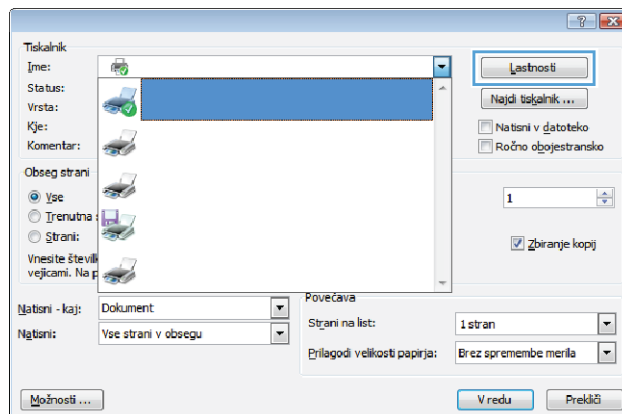 Tiskalnik
Ime:
Lastnosti
Status:
Najdi tiskalnik ...
Vrsta:
Kje:
Natisni v datoteko
Komentar:
Ročno obojestransko
Obseg strani
Vse
1
Trenutna
Strani:
Zbiranje kopij
Vnesite števil
vejicami. Na p
Povečava
Natisni - kaj: Dokument
Strani na list: 1 stran
Natisni: Vse strani v obsegu
Prilagodi velikosti papirja: Brez spremembe merila
Možnosti ...
V redu
Prekliči